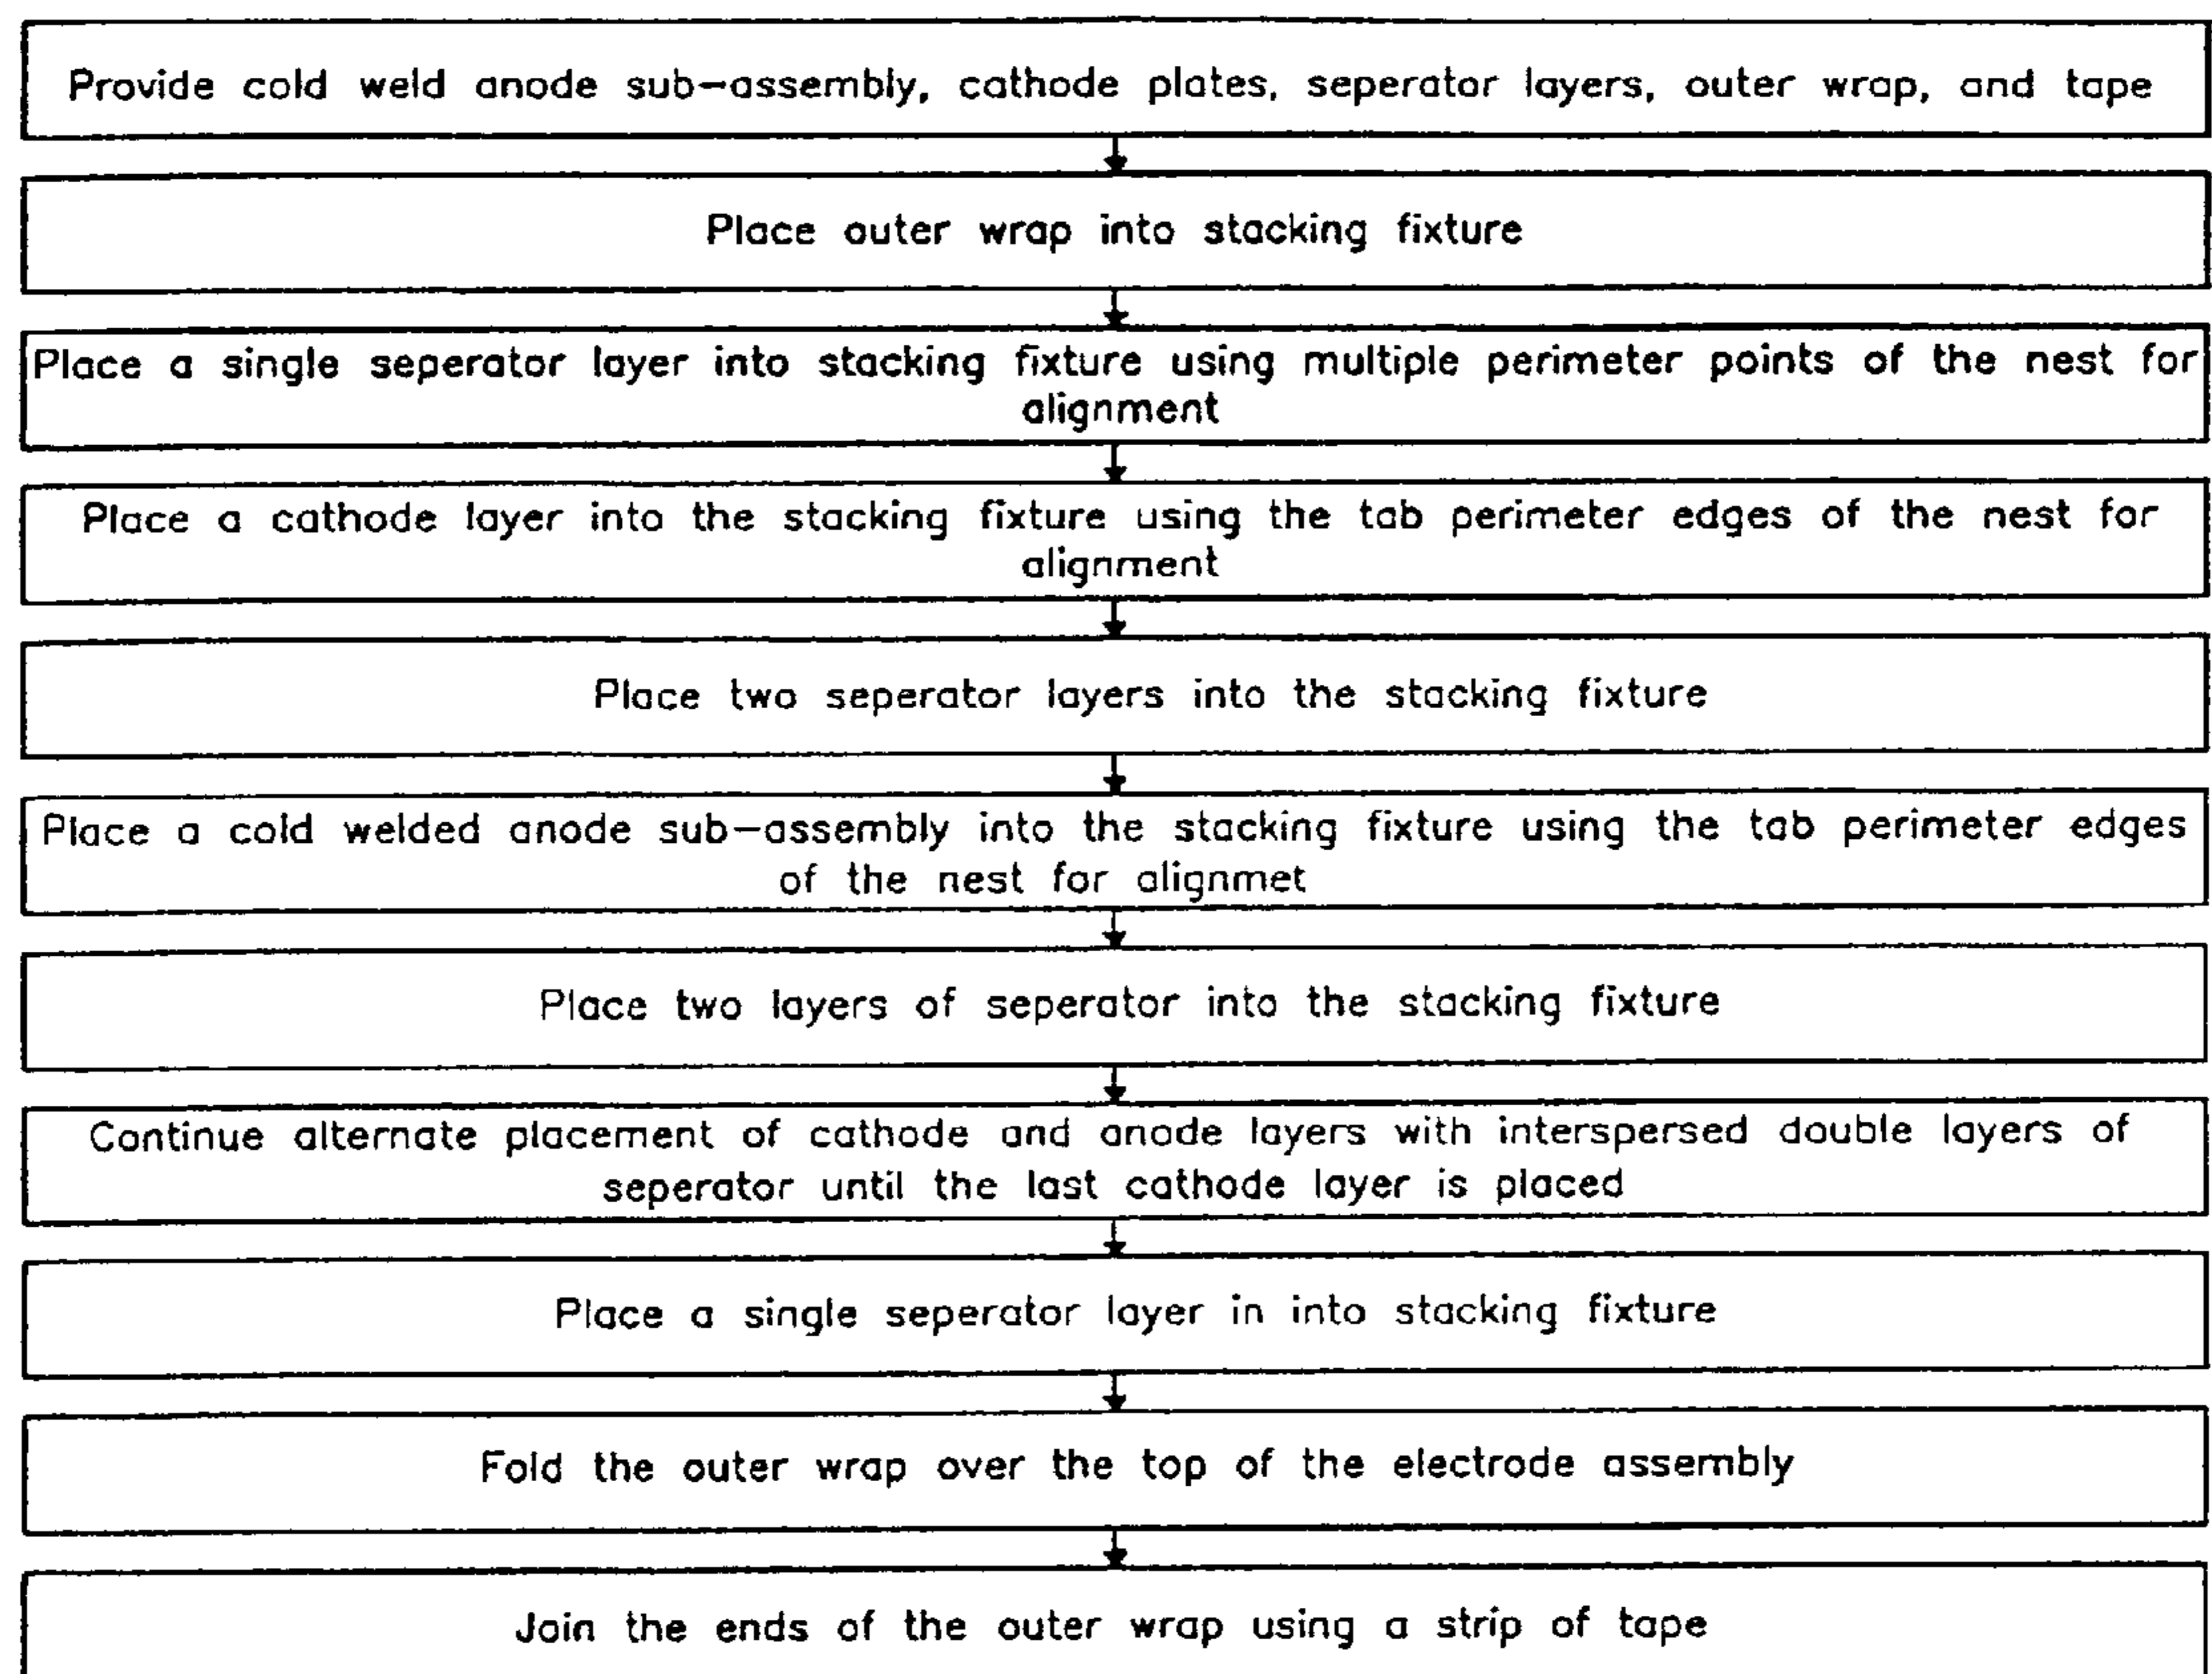 Provide cold weld anode sub-assembly, cathode plates, seperator layers, outer wrap, and tape
Place outer wrap into stacking fixture
Place a single seperator layer into stacking fixture using multiple perimeter points of the nest for
alignment
Place a cathode layer into the stacking fixture using the tab perimeter edges of the nest for
alignment
Place two seperator layers into the stacking fixture
Place a cold welded anode sub-assembly into the stacking fixture using the tab perimeter edges
of the nest for alignmet
Place two layers of seperator into the stacking fixture
Continue alternate placement of cathode and anode layers with interspersed double layers of
seperator until the last cathode layer is placed
Place a single seperator layer in into stacking fixture
Fold the outer wrap over the top of the electrode assembly
Join the ends of the outer wrap using a strip of tape